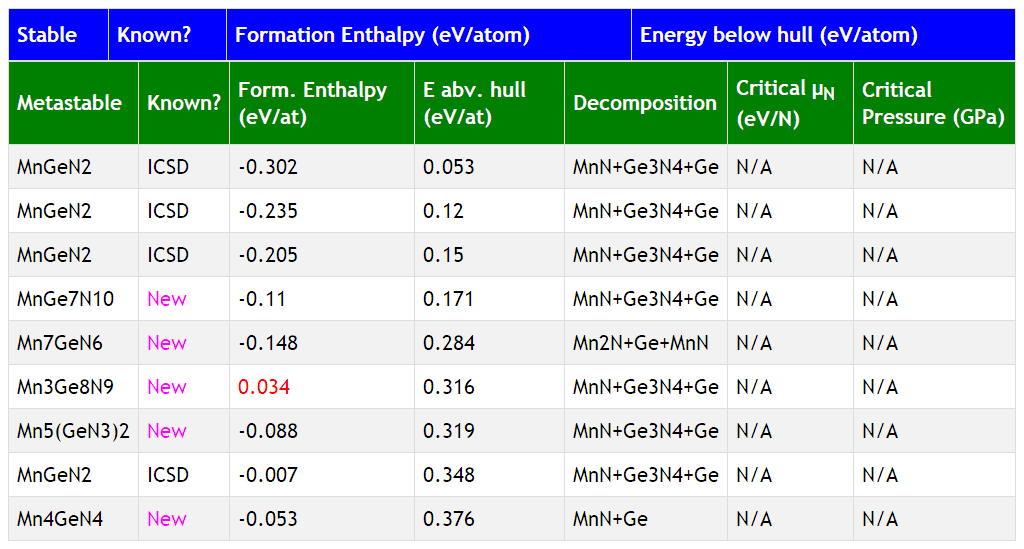 Stable Known? Formation Enthalpy (eV/atom) Energy below hull (eV/atom)
Metastable Known? Form. Enthalpy (eV/at) E abv. hull (eV/at) Decomposition Critical μN (eV/N) Critical Pressure (GPa)
MnGeN2 ICSD -0.302 0.053 MnN+Ge3N4+Ge N/A N/A
MnGeN2 ICSD -0.235 0.12 MnN+Ge3N4+Ge N/A N/A
MnGeN2 ICSD -0.205 0.15 MnN+Ge3N4+Ge N/A N/A
MnGe7N10 New -0.11 0.171 MnN+Ge3N4+Ge N/A N/A
Mn7GeN6 New -0.148 0.284 Mn2N+Ge+MnN N/A N/A
Mn3Ge8N9 New 0.034 0.316 MnN+Ge3N4+Ge N/A N/A
Mn5(GeN3)2 New -0.088 0.319 MnN+Ge3N4+Ge N/A N/A
MnGeN2 ICSD -0.007 0.348 MnN+Ge3N4+Ge N/A N/A
Mn4GeN4 New -0.053 0.376 MnN+Ge N/A N/A